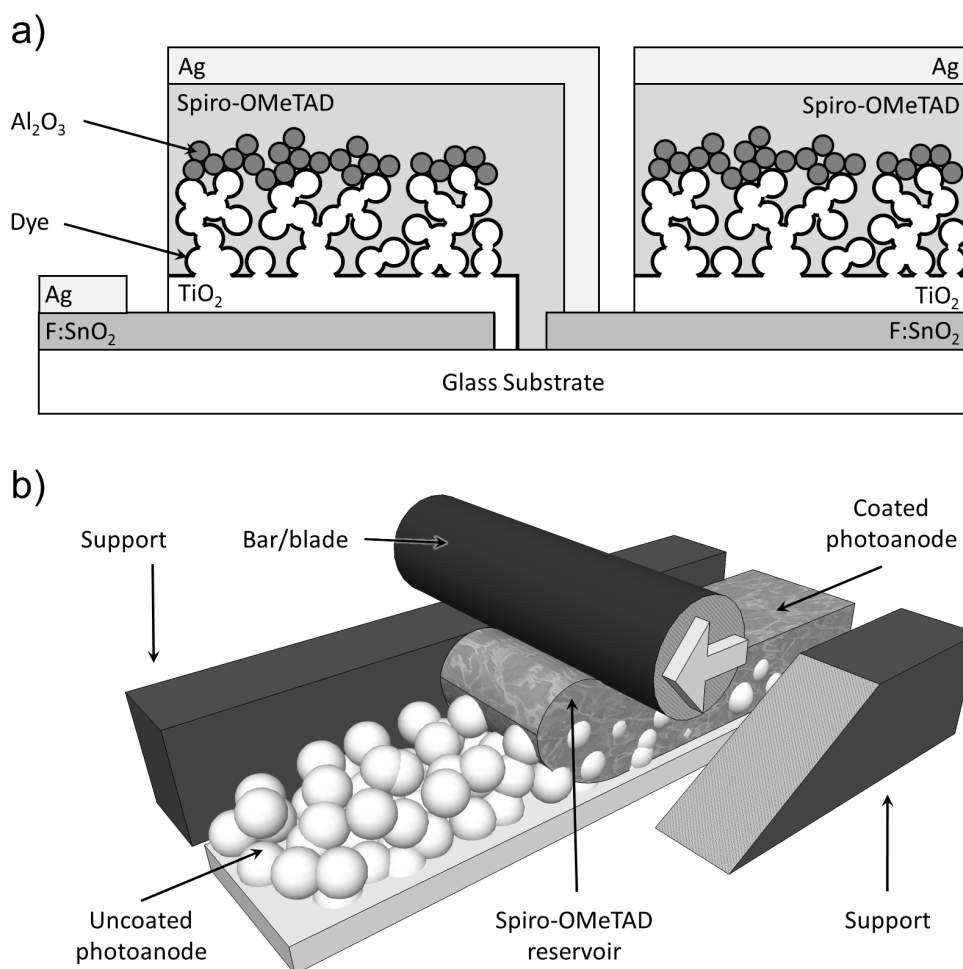 a)
Ag
Ag
Spiro-OMeTAD
Spiro-OMeTAD
Al₂O₃
Dye
TiO₂
TiO₂
Ag
F:SnO₂
F:SnO₂
Glass Substrate
b)
Support
Bar/blade
Coated
photoanode
Uncoated
photoanode
Spiro-OMeTAD
reservoir
Support